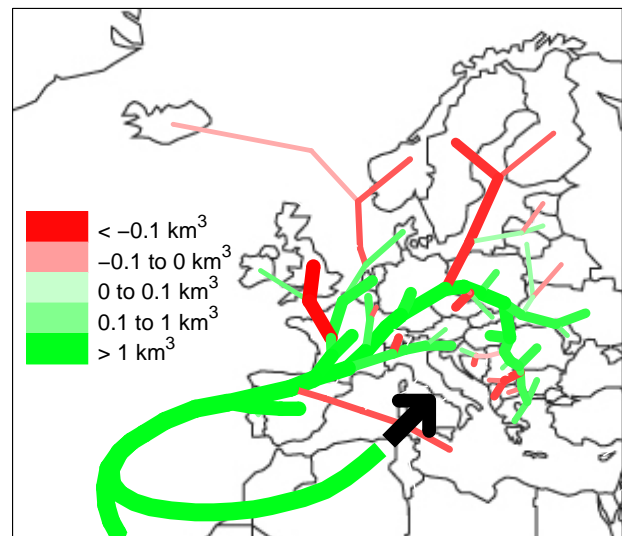 < −0.1 km³
−0.1 to 0 km³
0 to 0.1 km³
0.1 to 1 km³
> 1 km³